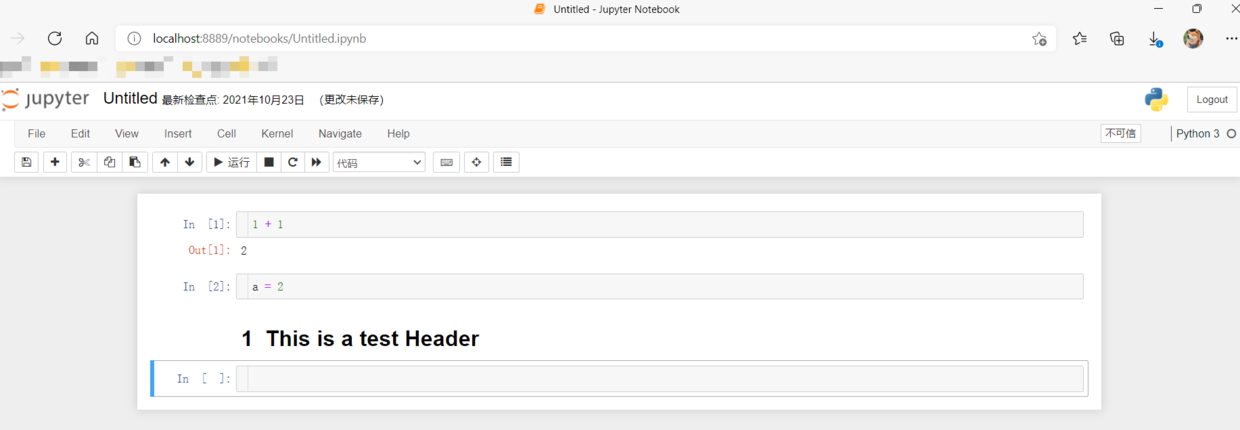 Untitled - Jupyter Notebook
localhost:8889/notebooks/Untitled.ipynb
jupyter Untitled 最新检查点: 2021年10月23日 (更改未保存)
Logout
File Edit View Insert Cell Kernel Navigate Help 不可信 Python 3
运行 代码
In [1]: 1 + 1
Out[1]: 2
In [2]: a = 2
1 This is a test Header
In [ ]: